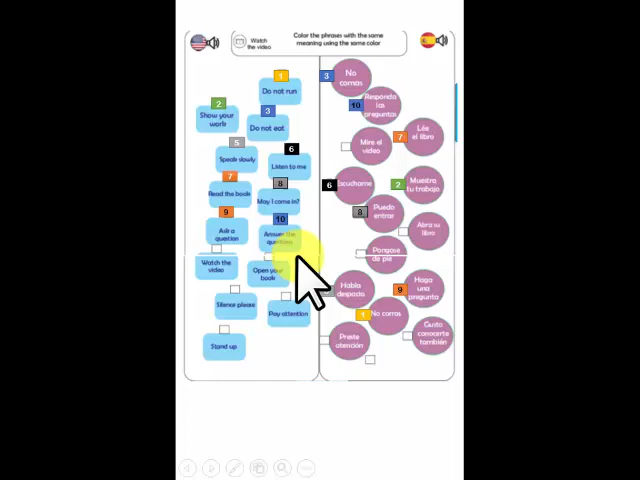 Watch
the video
Color the phrases with the same
meaning using the same color
1
Do not run
2
Show your
work
3
Do not eat
5
Speak slowly
6
Listen to me
7
Read the book
8
May I come in?
9
Ask a
question
10
Answer the
question
Watch the
video
Open your
book
Silence please
Pay attention
Stand up
3
No
comas
10
Responda
las
preguntas
Mire el
video
7
Lée
el libro
6
Escucharme
2
Muestra
tu trabajo
8
Puedo
entrar
Abra su
libro
Pongase
de pie
Habla
despacio
9
Haga
una
pregunta
1
No corras
Preste
atención
Gusto
conocerte
también